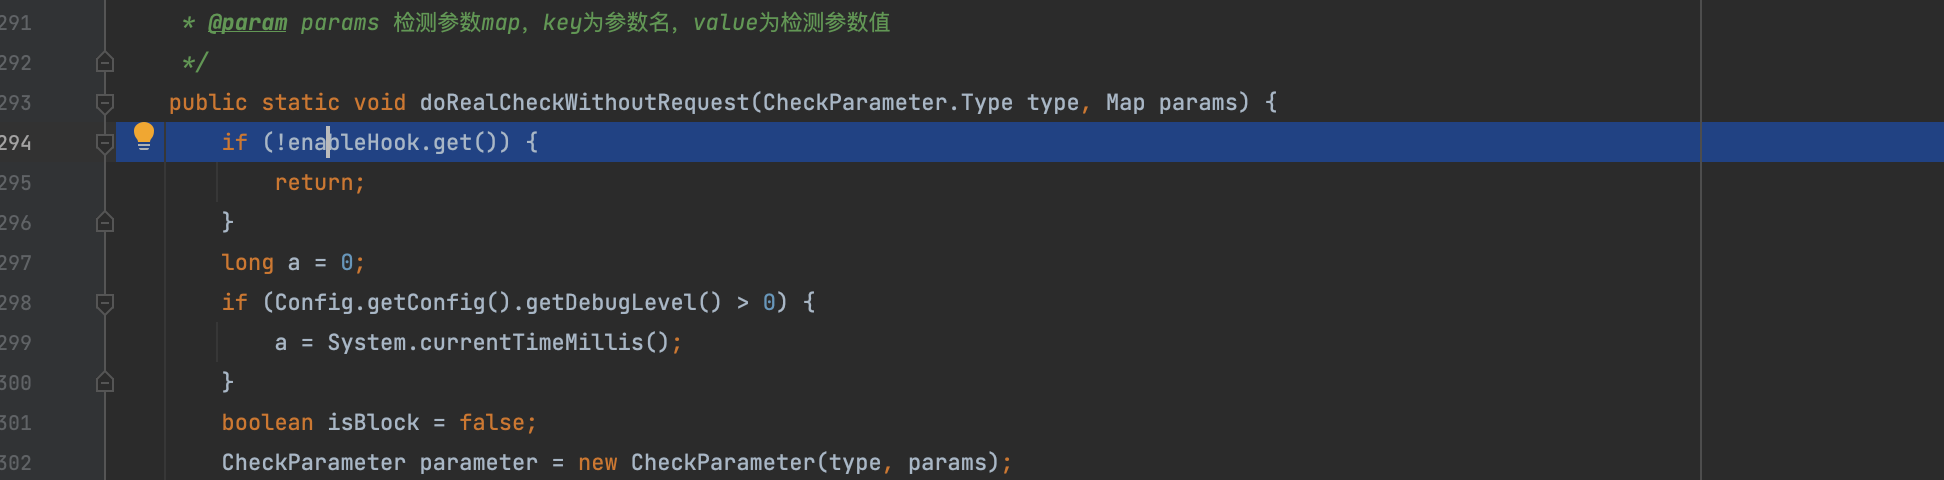 291 * @param params 检测参数map，key为参数名，value为检测参数值
292 */
293 public static void doRealCheckWithoutRequest(CheckParameter.Type type, Map params) {
294 if (!enableHook.get()) {
295 return;
296 }
297 long a = 0;
298 if (Config.getConfig().getDebugLevel() > 0) {
299 a = System.currentTimeMillis();
300 }
301 boolean isBlock = false;
302 CheckParameter parameter = new CheckParameter(type, params);